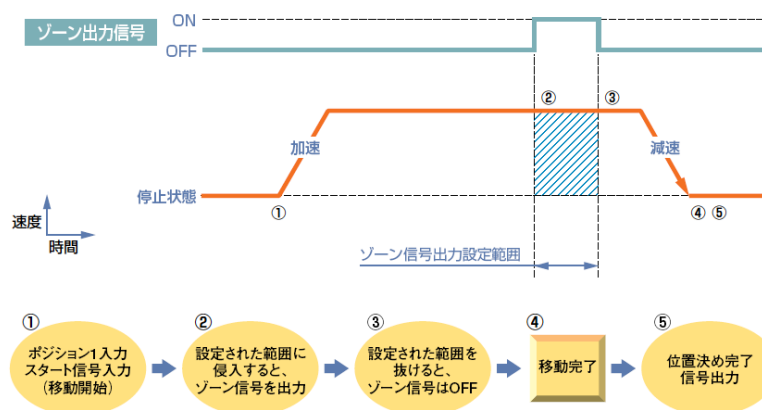 ON
ゾーン出力信号
OFF
② ③
加速
減速
停止状態
① ④ ⑤
速度
時間
ゾーン信号出力設定範囲
①
ポジション1入力
スタート信号入力
(移動開始)
②
設定された範囲に
侵入すると、
ゾーン信号を出力
③
設定された範囲を
抜けると、
ゾーン信号はOFF
④
移動完了
⑤
位置決め完了
信号出力